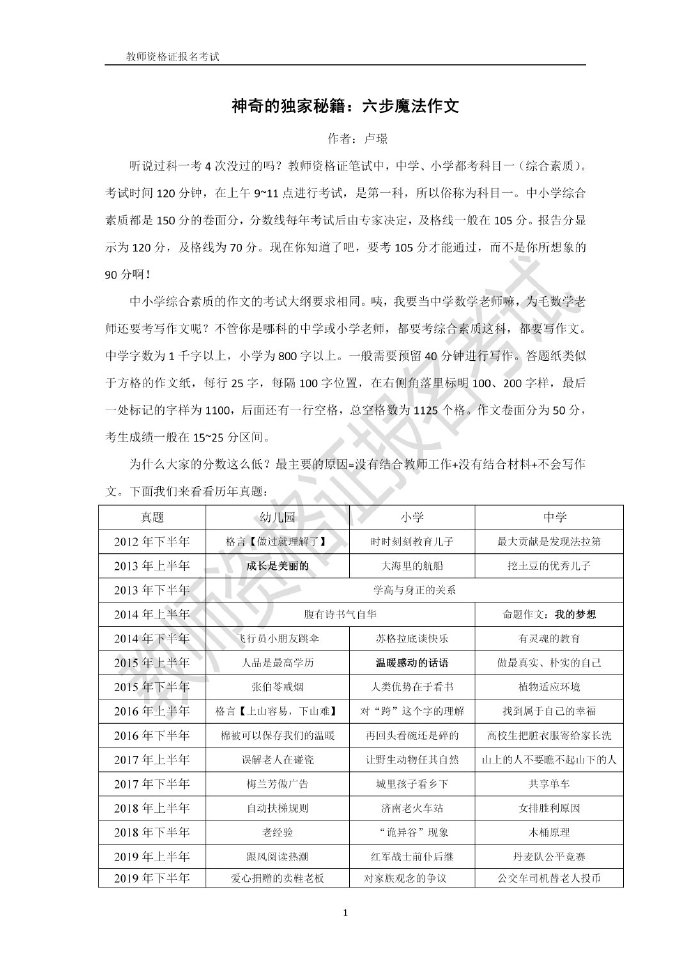 教师资格证报名考试
神奇的独家秘籍：六步魔法作文
作者：卢璟
听说过科一考 4 次没过的吗？教师资格证笔试中，中学、小学都考科目一（综合素质）。
考试时间 120 分钟，在上午 9~11 点进行考试，是第一科，所以俗称为科目一。中小学综合
素质都是 150 分的卷面分，分数线每年考试后由专家决定，及格线一般在 105 分。报告分显
示为 120 分，及格线为 70 分。现在你知道了吧，要考 105 分才能通过，而不是你所想象的
90 分啊！
中小学综合素质的作文的考试大纲要求相同。咦，我要当中学数学老师嘛，为毛数学老
师还要考写作文呢？不管你是哪科的中学或小学老师，都要考综合素质这科，都要写作文。
中学字数为 1 千字以上，小学为 800 字以上。一般需要预留 40 分钟进行写作。答题纸类似
于方格的作文纸，每行 25 字，每隔 100 字位置，在右侧角落里标明 100、200 字样，最后
一处标记的字样为 1100，后面还有一行空格，总空格数为 1125 个格。作文卷面分为 50 分，
考生成绩一般在 15~25 分区间。
为什么大家的分数这么低？最主要的原因=没有结合教师工作+没有结合材料+不会写作
文。下面我们来看看历年真题：
真题 幼儿园 小学 中学
2012 年下半年 格言【做过就理解了】 时时刻刻教育儿子 最大贡献是发现法拉第
2013 年上半年 成长是美丽的 大海里的航船 挖土豆的优秀儿子
2013 年下半年 学高与身正的关系
2014 年上半年 腹有诗书气自华 命题作文：我的梦想
2014 年下半年 飞行员小朋友跳伞 苏格拉底谈快乐 有灵魂的教育
2015 年上半年 人品是最高学历 温暖感动的话语 做最真实、朴实的自己
2015 年下半年 张伯苓戒烟 人类优势在于看书 植物适应环境
2016 年上半年 格言【上山容易，下山难】 对“跨”这个字的理解 找到属于自己的幸福
2016 年下半年 棉被可以保存我们的温暖 再回头看碗还是碎的 高校生把脏衣服寄给家长洗
2017 年上半年 误解老人在碰瓷 让野生动物任其自然 山上的人不要瞧不起山下的人
2017 年下半年 梅兰芳做广告 城里孩子看乡下 共享单车
2018 年上半年 自动扶梯规则 济南老火车站 女排胜利原因
2018 年下半年 老经验 “诡异谷”现象 木桶原理
2019 年上半年 跟风阅读热潮 红军战士前仆后继 丹麦队公平竞赛
2019 年下半年 爱心捐赠的卖鞋老板 对家族观念的争议 公交车司机替老人投币
教师资格证报名考试
1